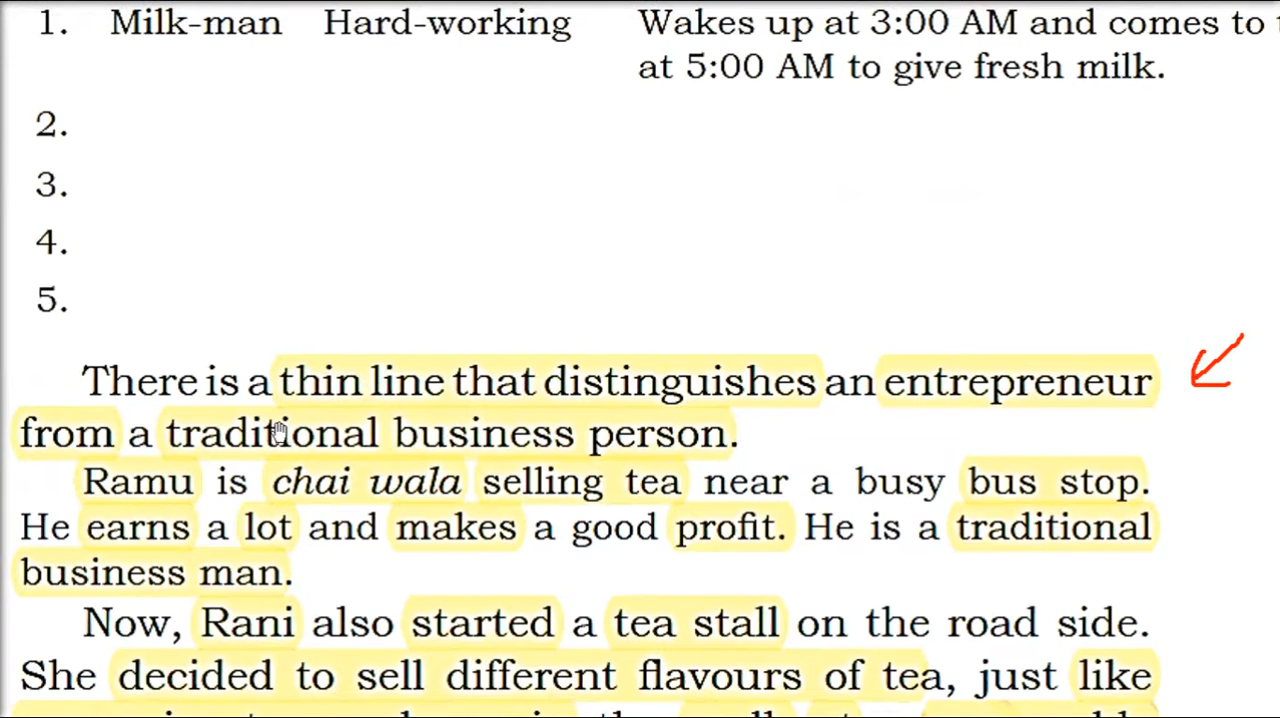 1. Milk-man Hard-working Wakes up at 3:00 AM and comes to
at 5:00 AM to give fresh milk.
2.
3.
4.
5.
There is a thin line that distinguishes an entrepreneur
from a traditional business person.
Ramu is chai wala selling tea near a busy bus stop.
He earns a lot and makes a good profit. He is a traditional
business man.
Now, Rani also started a tea stall on the road side.
She decided to sell different flavours of tea, just like